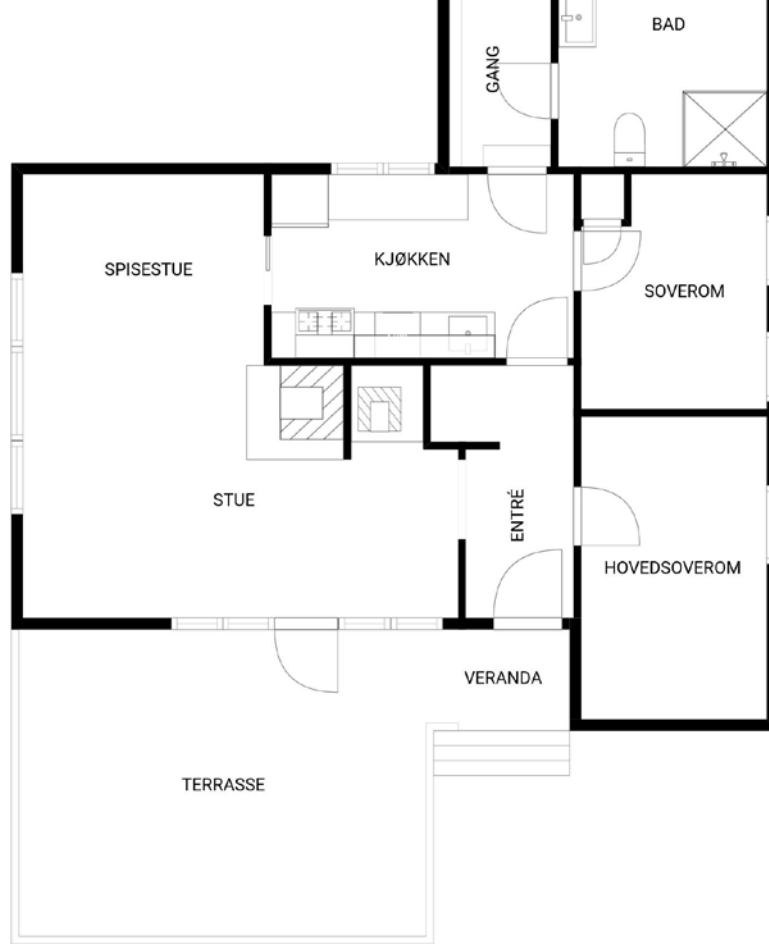 BAD
GANG
KJØKKEN
SPISESTUE
SOVEROM
STUE
ENTRÉ
HOVEDSOVEROM
VERANDA
TERRASSE